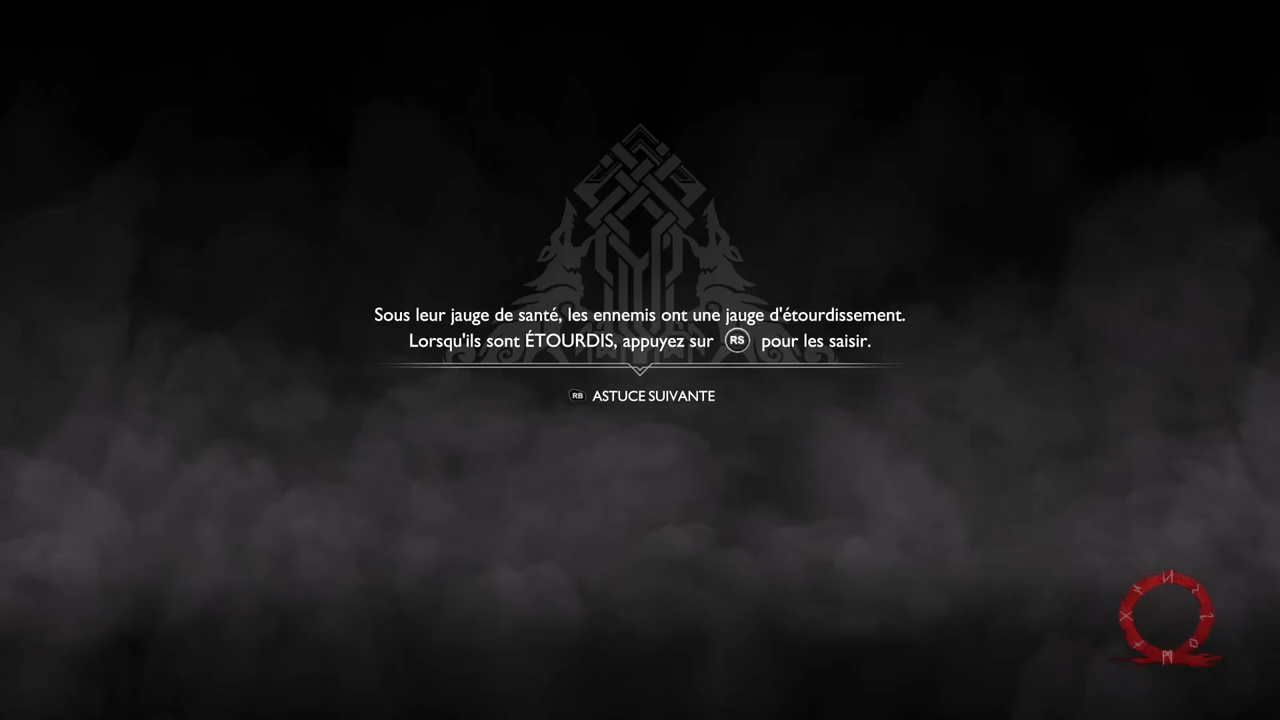 Sous leur jauge de santé, les ennemis ont une jauge d'étourdissement.
Lorsqu'ils sont ÉTOURDIS, appuyez sur RS pour les saisir.
RB ASTUCE SUIVANTE